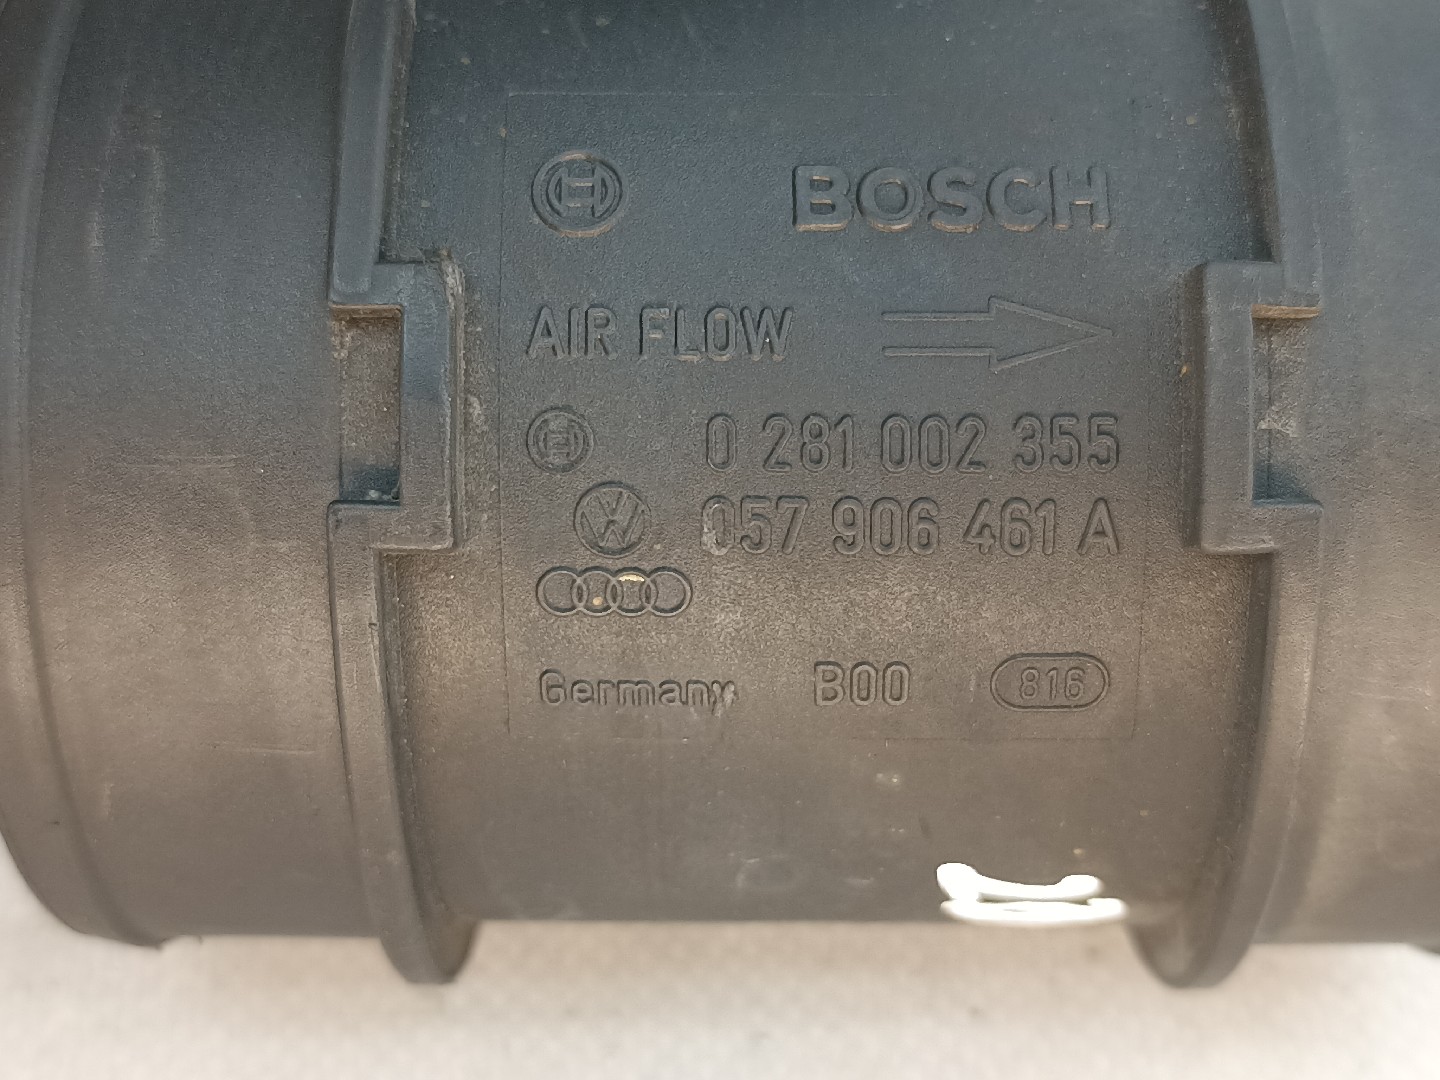 BOSCH
AIR FLOW
0 281 002 355
057 906 461 A
Germany B00 816